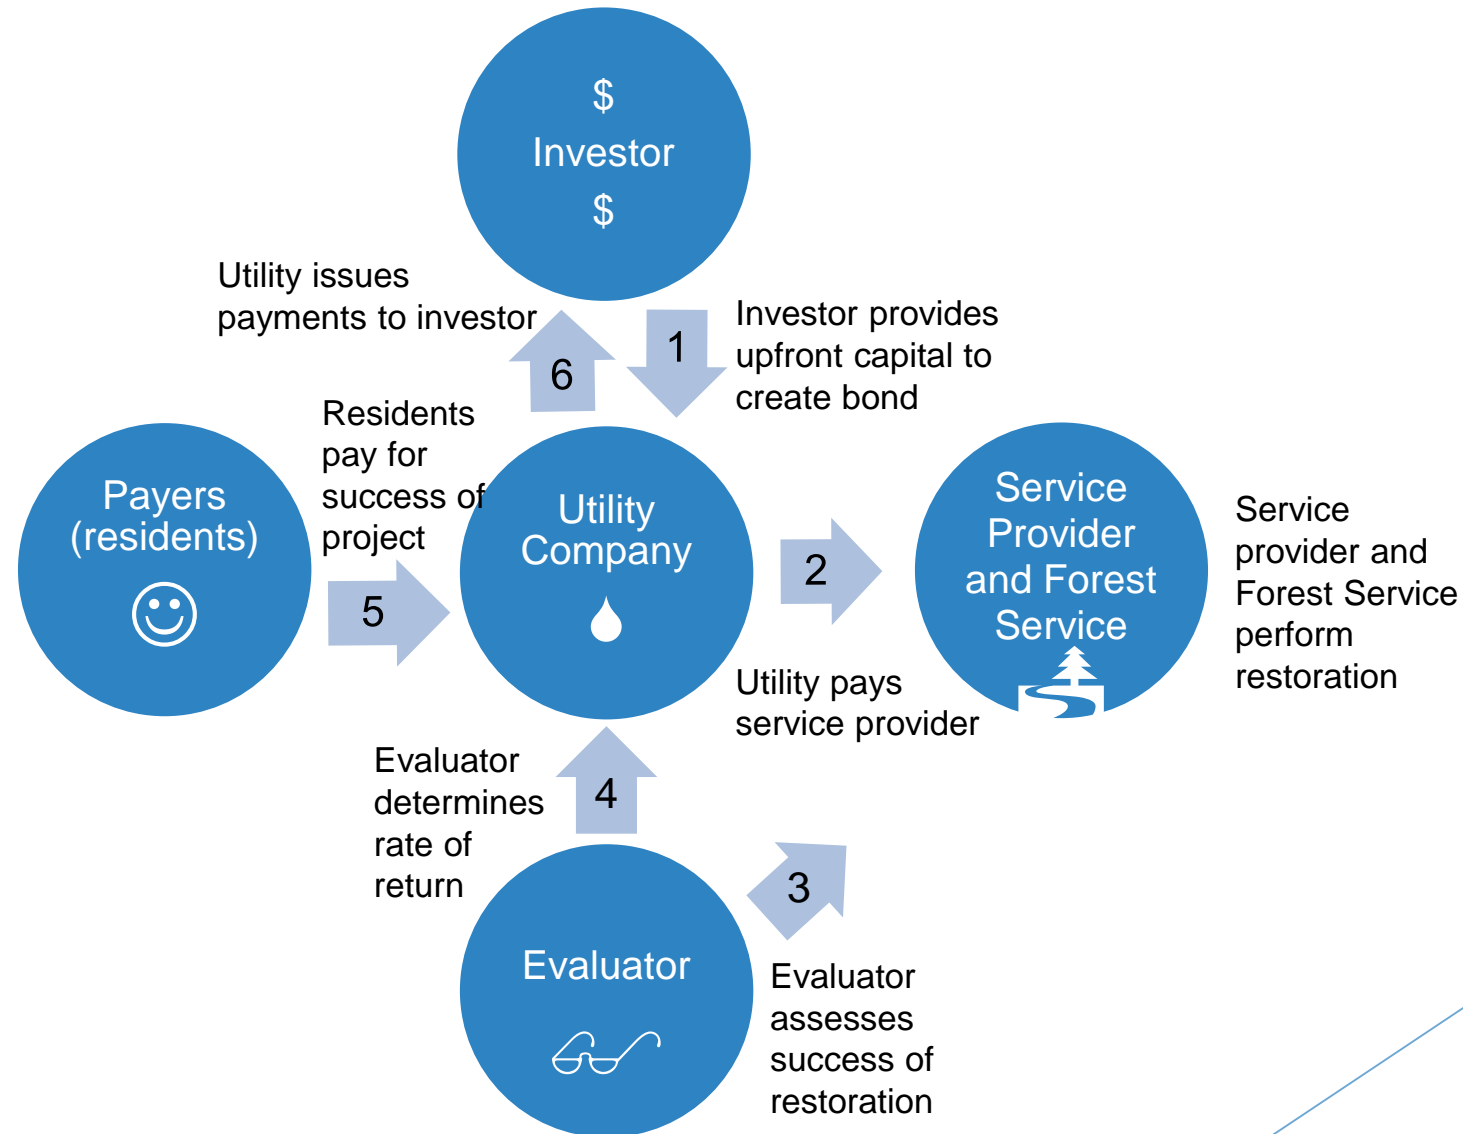 $
Investor
$
Utility issues
payments to investor
6
1
Investor provides
upfront capital to
create bond
Residents
pay for
success of
project
Payers
(residents)
5
Utility
Company
2
Utility pays
service provider
Service
Provider
and Forest
Service
Service
provider and
Forest Service
perform
restoration
Evaluator
determines
rate of
return
4
3
Evaluator
Evaluator
assesses
success of
restoration